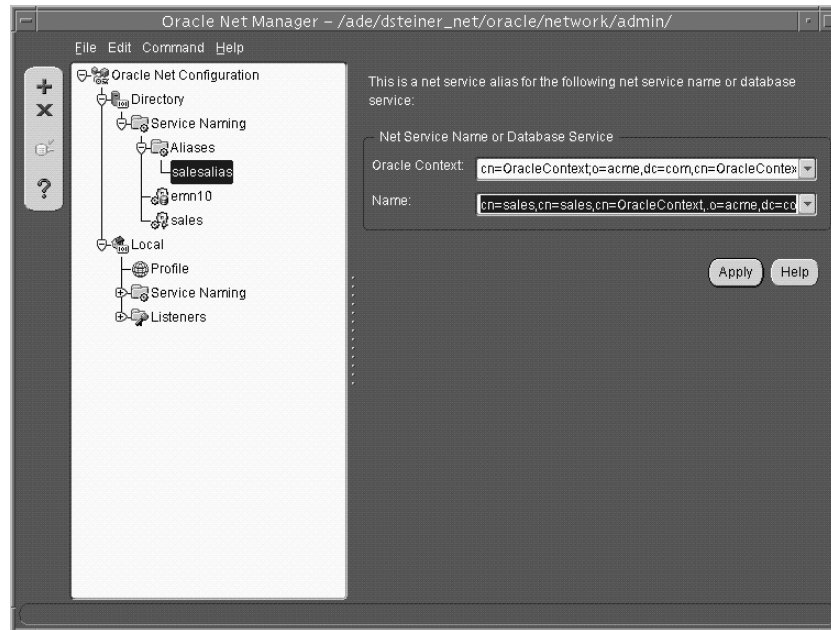 Oracle Net Manager – /ade/dsteiner_net/oracle/network/admin/
File Edit Command Help
Oracle Net Configuration
Directory
Service Naming
Aliases
salesalias
emn10
sales
Local
Profile
Service Naming
Listeners
This is a net service alias for the following net service name or database
service:
Net Service Name or Database Service
Oracle Context: cn=OracleContext;o=acme,dc=com,cn=OracleContex
Name: cn=sales,cn=sales,cn=OracleContext,.o=acme,dc=co
Apply Help